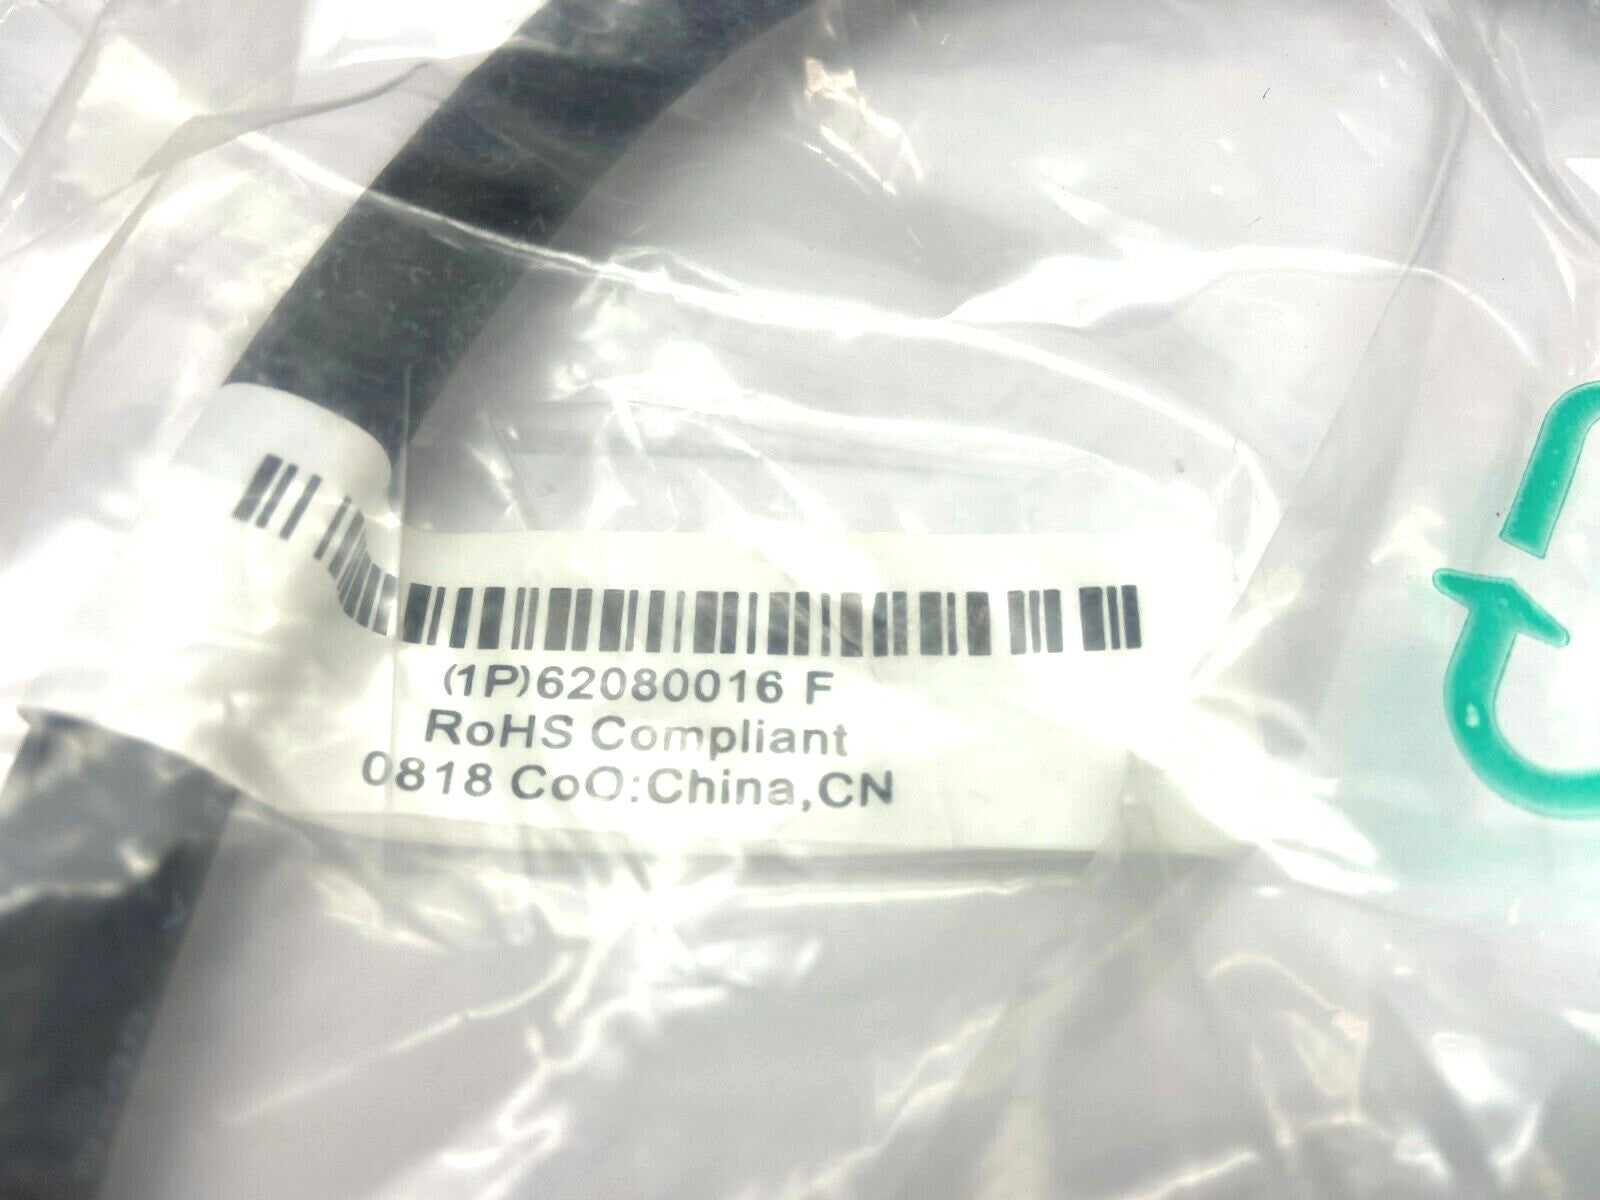 (1P)62080016 F
RoHS Compliant
0818 CoO:China,CN